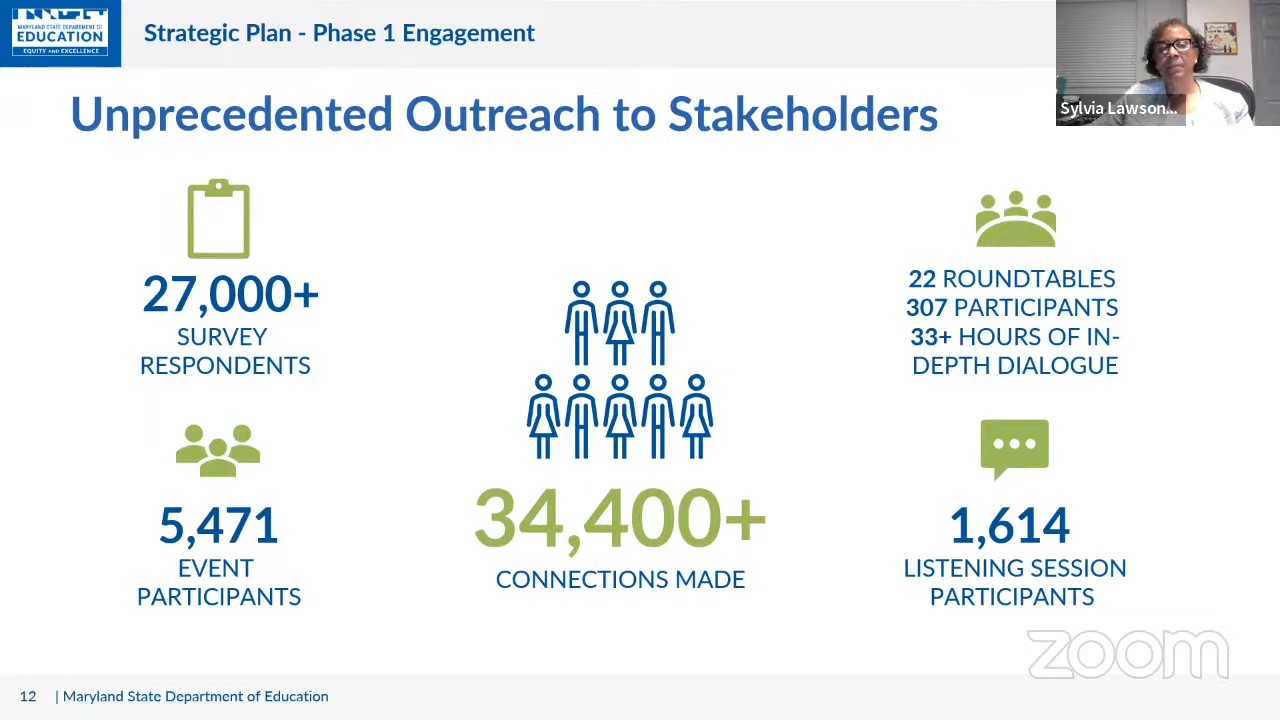 MARYLAND STATE DEPARTMENT OF
EDUCATION
EQUITY AND EXCELLENCE
Strategic Plan - Phase 1 Engagement
Sylvia Lawson...
Unprecedented Outreach to Stakeholders
27,000+
SURVEY
RESPONDENTS
22 ROUNDTABLES
307 PARTICIPANTS
33+ HOURS OF IN-
DEPTH DIALOGUE
5,471
EVENT
PARTICIPANTS
34,400+
CONNECTIONS MADE
1,614
LISTENING SESSION
PARTICIPANTS
zoom
12 | Maryland State Department of Education